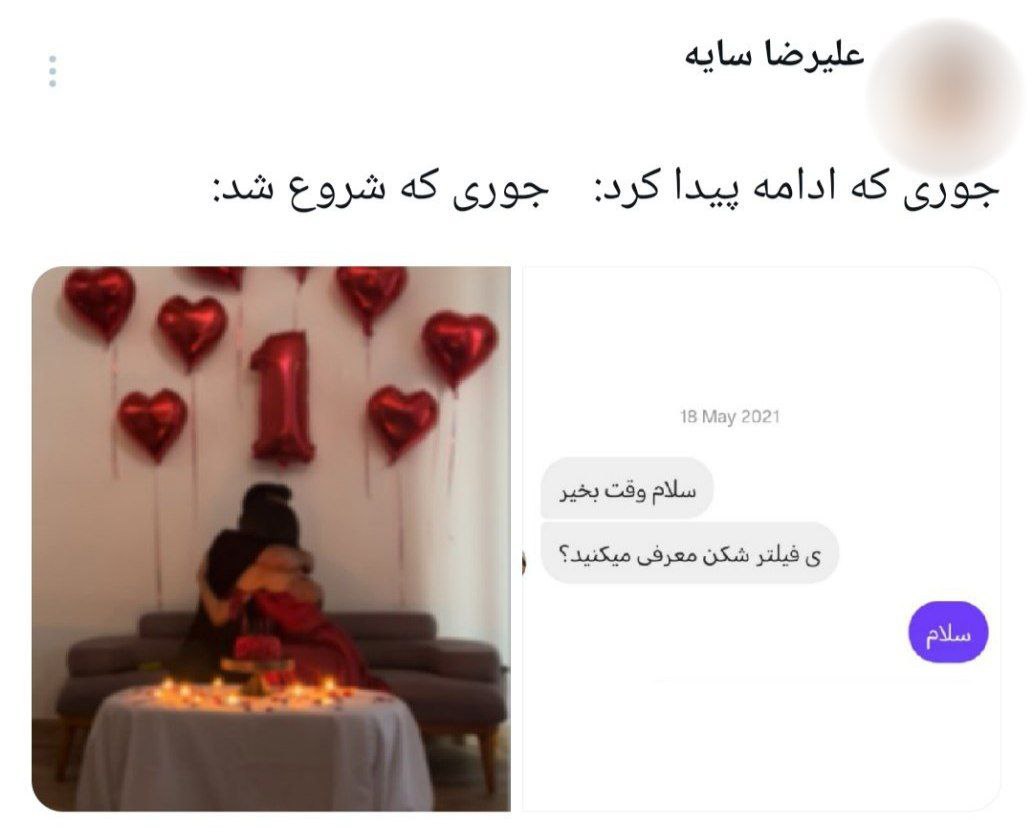 علیرضا سایه
جوری که ادامه پیدا کرد: جوری که شروع شد:
1
18 May 2021
سلام وقت بخیر
ی فیلتر شکن معرفی میکنید؟
سلام